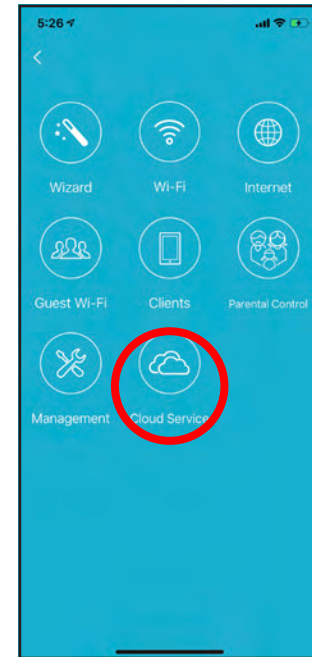 5:26
Wizard Wi-Fi Internet
Guest Wi-Fi Clients Parental Control
Management Cloud Service